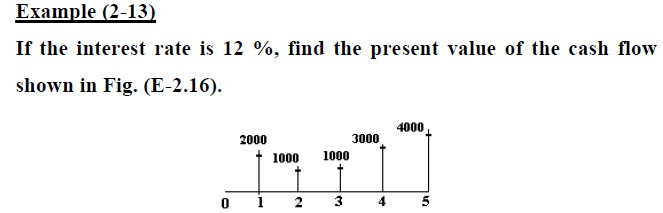 Example (2-13)
If the interest rate is 12 %, find the present value of the cash flow
shown in Fig. (E-2.16).
4000
2000 3000
1000 1000
0 1 2 3 4 5